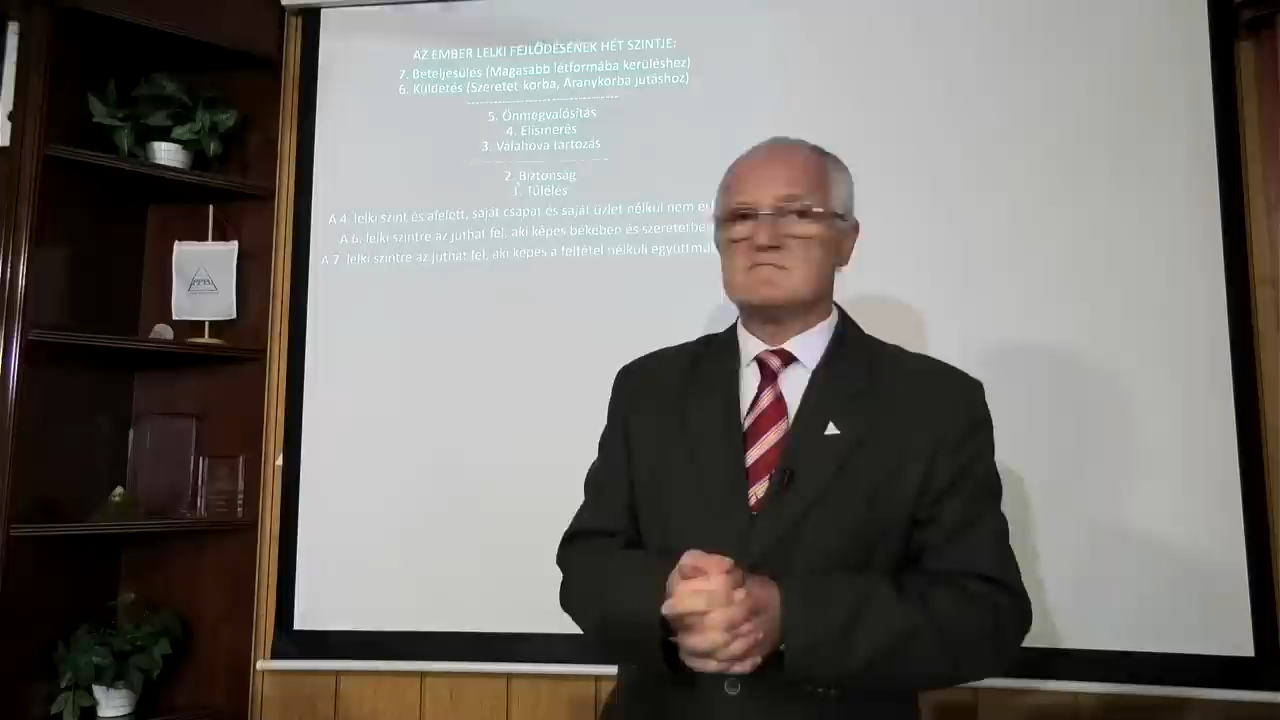 AZ EMBER LELKI FEJLŐDÉSÉNEK HÉT SZINTJE:
7. Beteljesülés (Magasabb létformába kerüléshez)
6. Küldetés (Szeretet korba, Aranykorba jutáshoz)
5. Önmegvalósítás
4. Elismerés
3. Valahova tartozás
2. Biztonság
1. Túlélés
A 4. lelki szint és afelett, saját csapat és saját üzlet nélkül nem
A 6. lelki szintre az juthat fel, aki képes békében és
A 7. lelki szintre az juthat fel, aki képes a feltétel nélküli